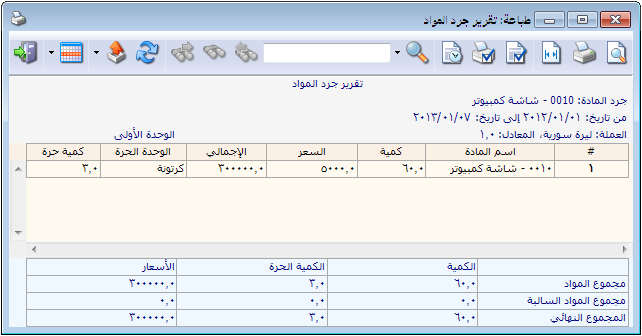 طباعة: تقرير جرد المواد
تقرير جرد المواد
جرد المادة: 0010 - شاشة كمبيوتر
من تاريخ: ٢٠١٢/٠١/٠١ إلى تاريخ: ٢٠١٣/٠١/٠٧
العملة: ليرة سورية، المعادل: ١,٠ الوحدة الأولى
# اسم المادة كمية السعر الإجمالي الوحدة الحرة كمية حرة
١ ٠٠١٠ - شاشة كمبيوتر ٦٠,٠ ٥٠٠٠,٠ ٣٠٠٠٠٠,٠ كرتونة ٣,٠
الكمية الكمية الحرة الأسعار
مجموع المواد ٦٠,٠ ٣,٠ ٣٠٠٠٠٠,٠
مجموع المواد السالبة ٠,٠ ٠,٠ ٠,٠
المجموع النهائي ٦٠,٠ ٣,٠ ٣٠٠٠٠٠,٠